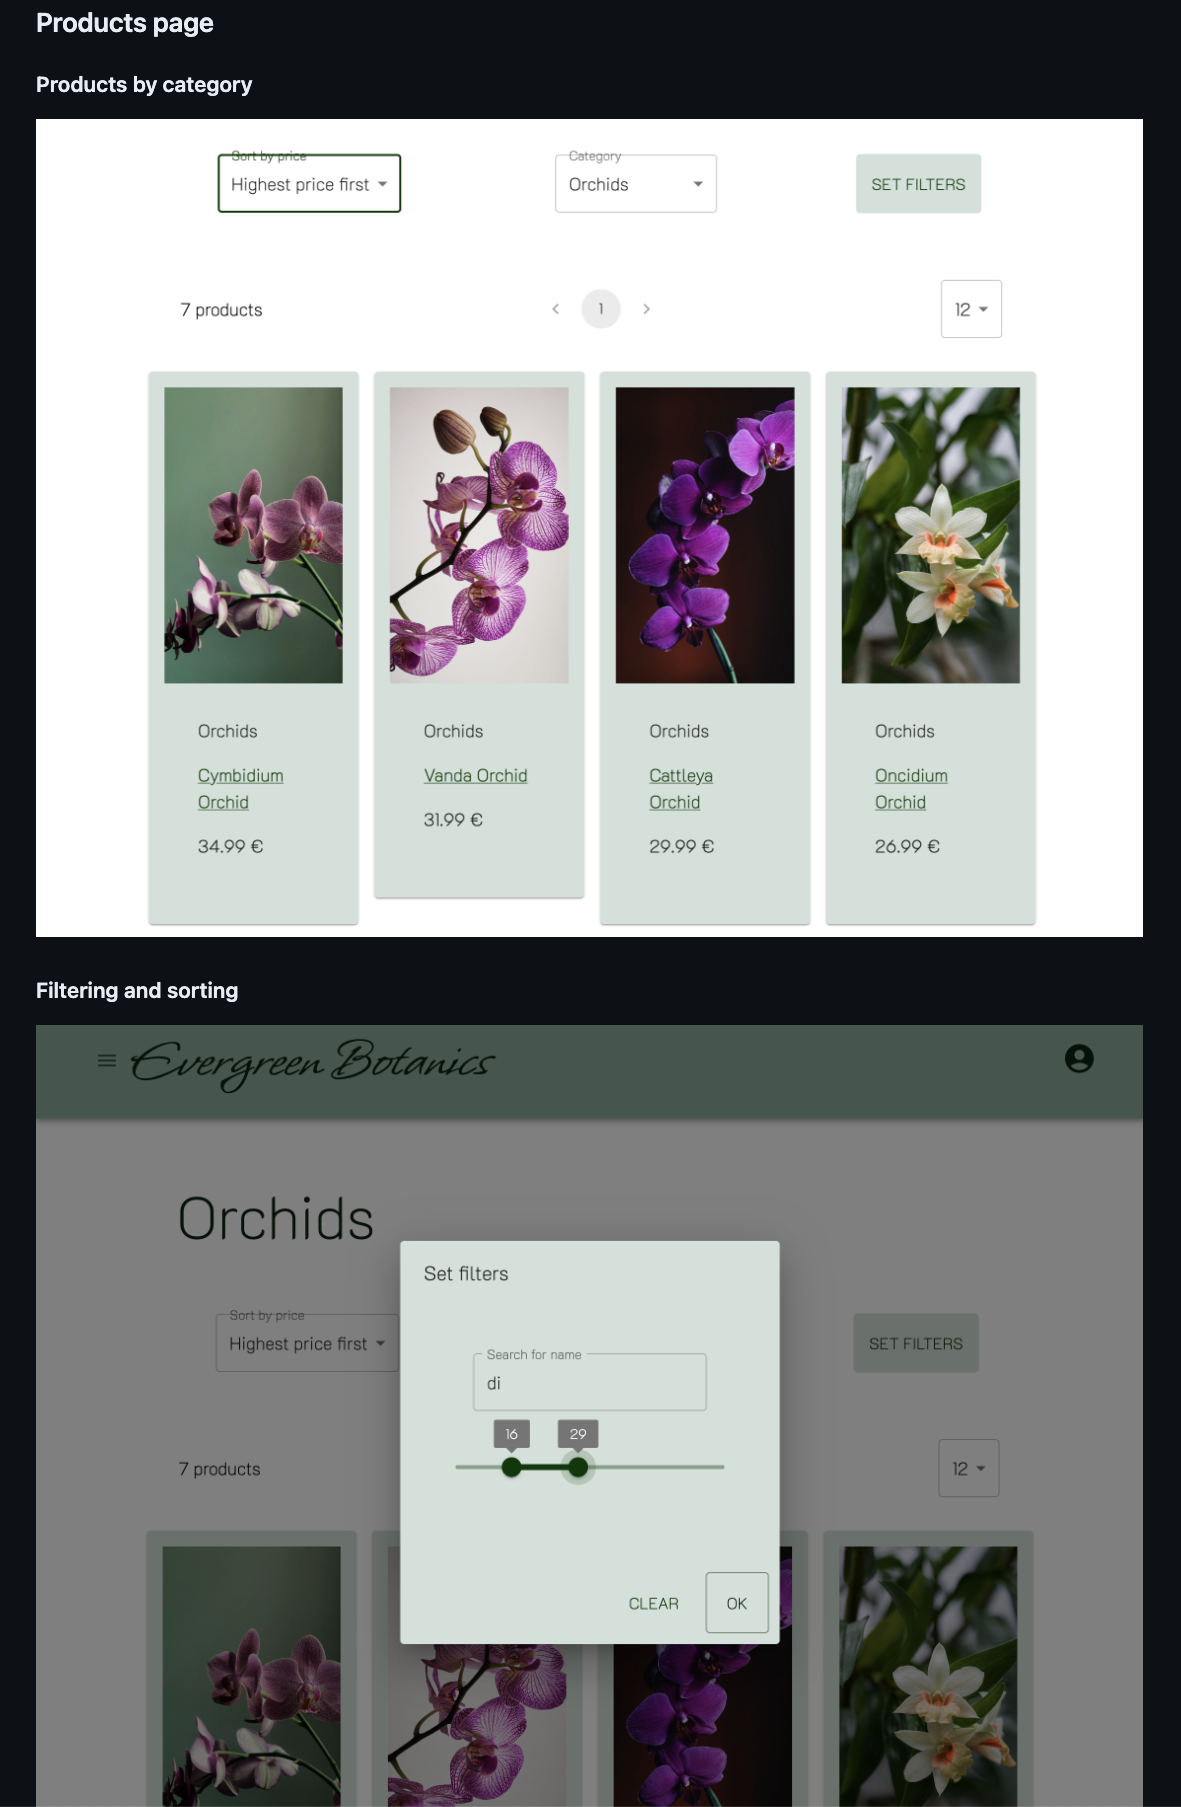 Products page
Products by category
Sort by price
Highest price first
Category
Orchids
SET FILTERS
7 products
1
12
Orchids
Cymbidium
Orchid
34.99 €
Orchids
Vanda Orchid
31.99 €
Orchids
Cattleya
Orchid
29.99 €
Orchids
Oncidium
Orchid
26.99 €
Filtering and sorting
Evergreen Botanics
Orchids
Set filters
Sort by price
Highest price first
SET FILTERS
Search for name
di
16
29
7 products
12
CLEAR
OK